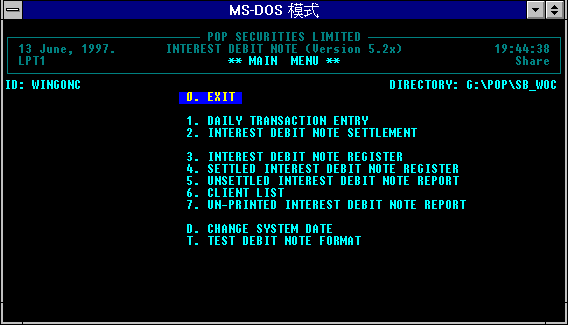 MS-DOS 模式
POP SECURITIES LIMITED
13 June, 1997. INTEREST DEBIT NOTE (Version 5.2x) 19:44:38
LPT1 ** MAIN MENU ** Share
ID: WINGONC DIRECTORY: G:\POP\SB_WOC
0. EXIT
1. DAILY TRANSACTION ENTRY
2. INTEREST DEBIT NOTE SETTLEMENT
3. INTEREST DEBIT NOTE REGISTER
4. SETTLED INTEREST DEBIT NOTE REGISTER
5. UNSETTLED INTEREST DEBIT NOTE REPORT
6. CLIENT LIST
7. UN-PRINTED INTEREST DEBIT NOTE REPORT
D. CHANGE SYSTEM DATE
T. TEST DEBIT NOTE FORMAT